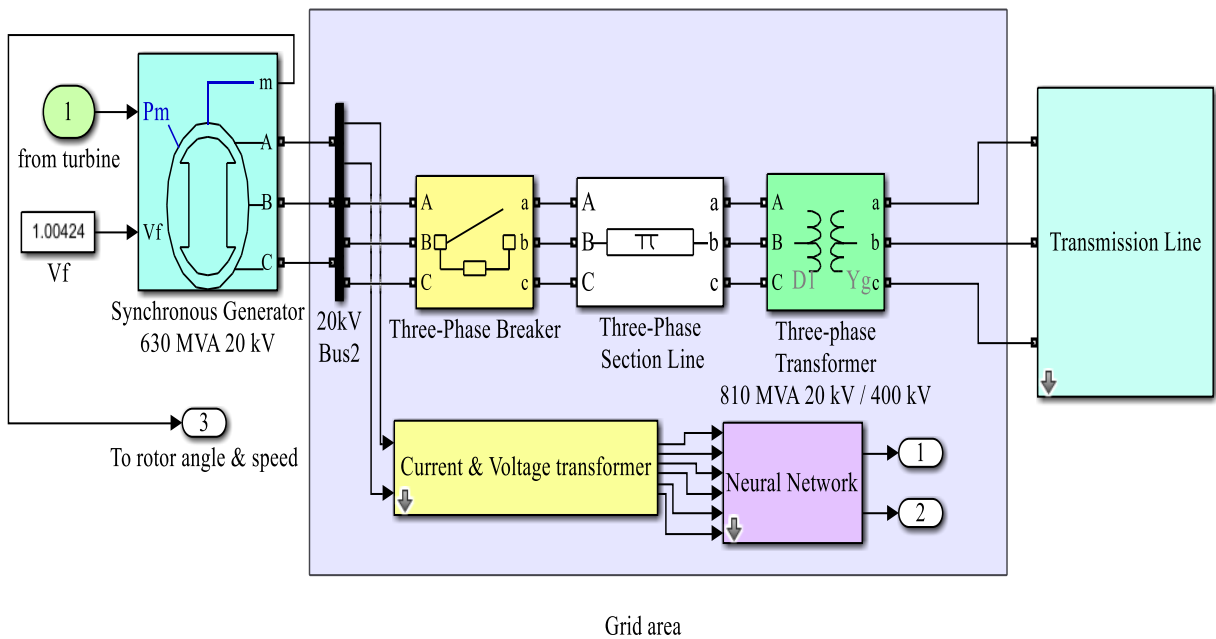 m
1
Pm
from turbine
A
B
C
1.00424
Vf
Vf
Synchronous Generator
630 MVA 20 kV
20kV
Bus2
A
B
C
a
b
c
Three-Phase Breaker
A
B
C
a
b
c
Three-Phase
Section Line
A
B
C
a
b
c
D1
Yg
Three-phase
Transformer
810 MVA 20 kV / 400 kV
Transmission Line
3
To rotor angle & speed
Current & Voltage transformer
Neural Network
1
2
Grid area